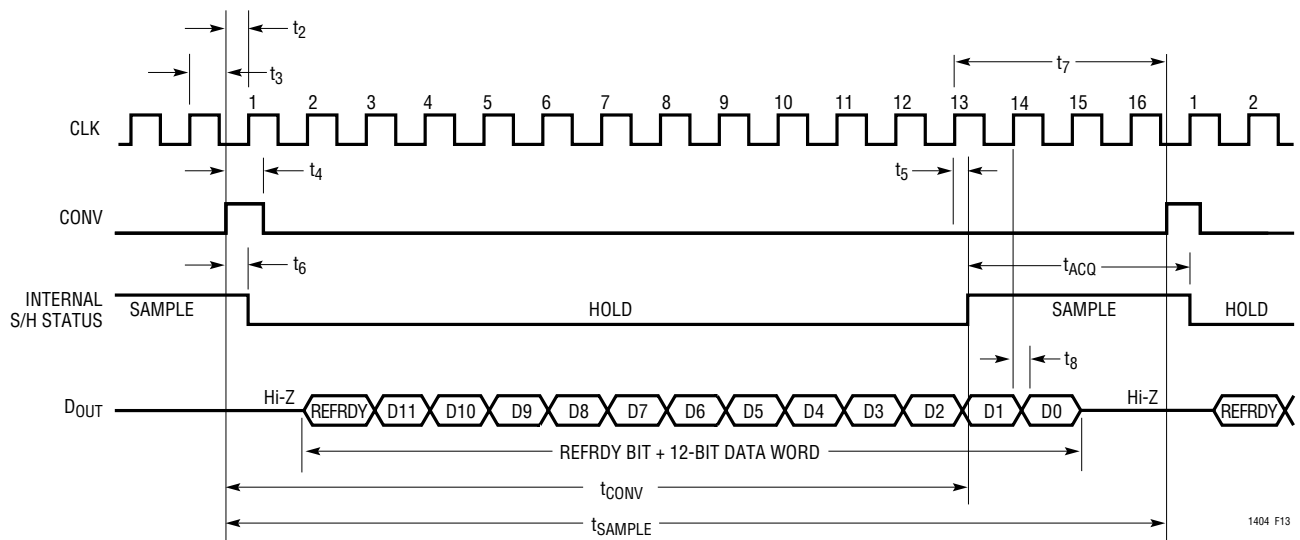 t2
t3
t7
1 2 3 4 5 6 7 8 9 10 11 12 13 14 15 16 1 2
CLK
t4
t5
CONV
t6
tACQ
INTERNAL
S/H STATUS
SAMPLE
HOLD
SAMPLE
HOLD
t8
DOUT
Hi-Z
REFRDY D11 D10 D9 D8 D7 D6 D5 D4 D3 D2 D1 D0
Hi-Z
REFRDY
REFRDY BIT + 12-BIT DATA WORD
tCONV
tSAMPLE
1404 F13